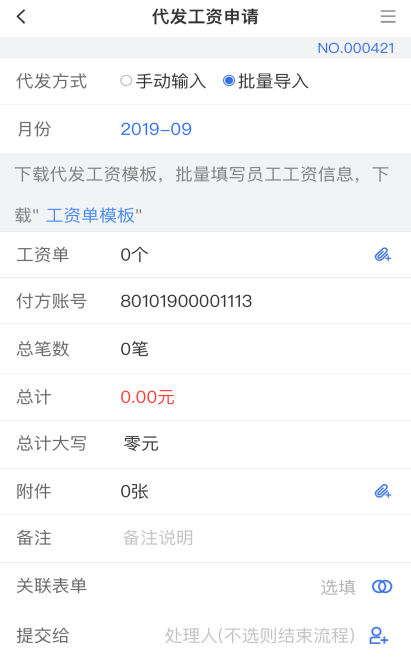 代发工资申请
NO.000421
代发方式 手动输入 批量导入
月份 2019-09
下载代发工资模板，批量填写员工工资信息，下
载" 工资单模板"
工资单 0个
付方账号 80101900001113
总笔数 0笔
总计 0.00元
总计大写 零元
附件 0张
备注 备注说明
关联表单 选填
提交给 处理人(不选则结束流程)